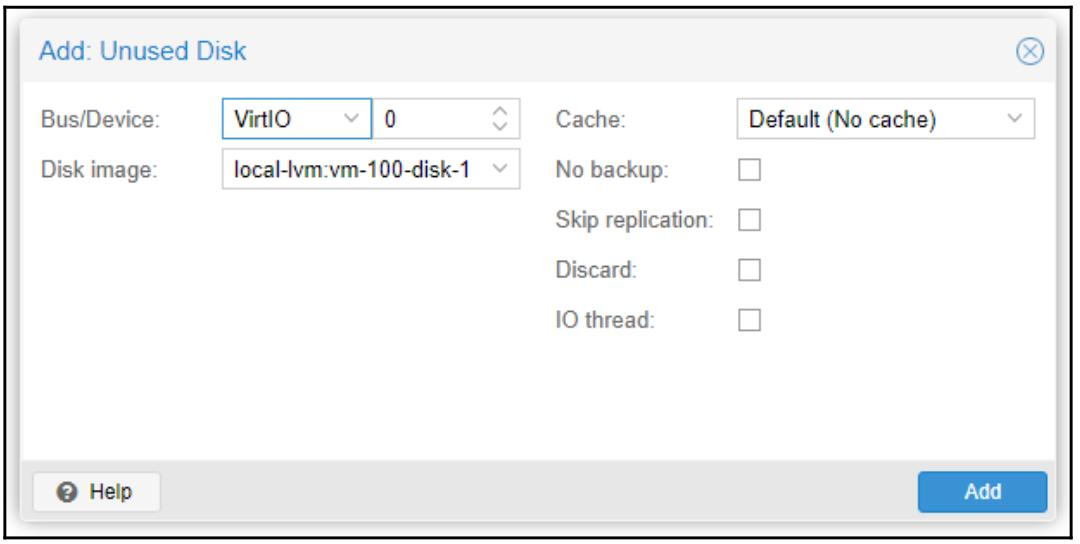 Add: Unused Disk
Bus/Device: VirtIO 0 Cache: Default (No cache)
Disk image: local-lvm:vm-100-disk-1 No backup:
Skip replication:
Discard:
IO thread:
Help Add